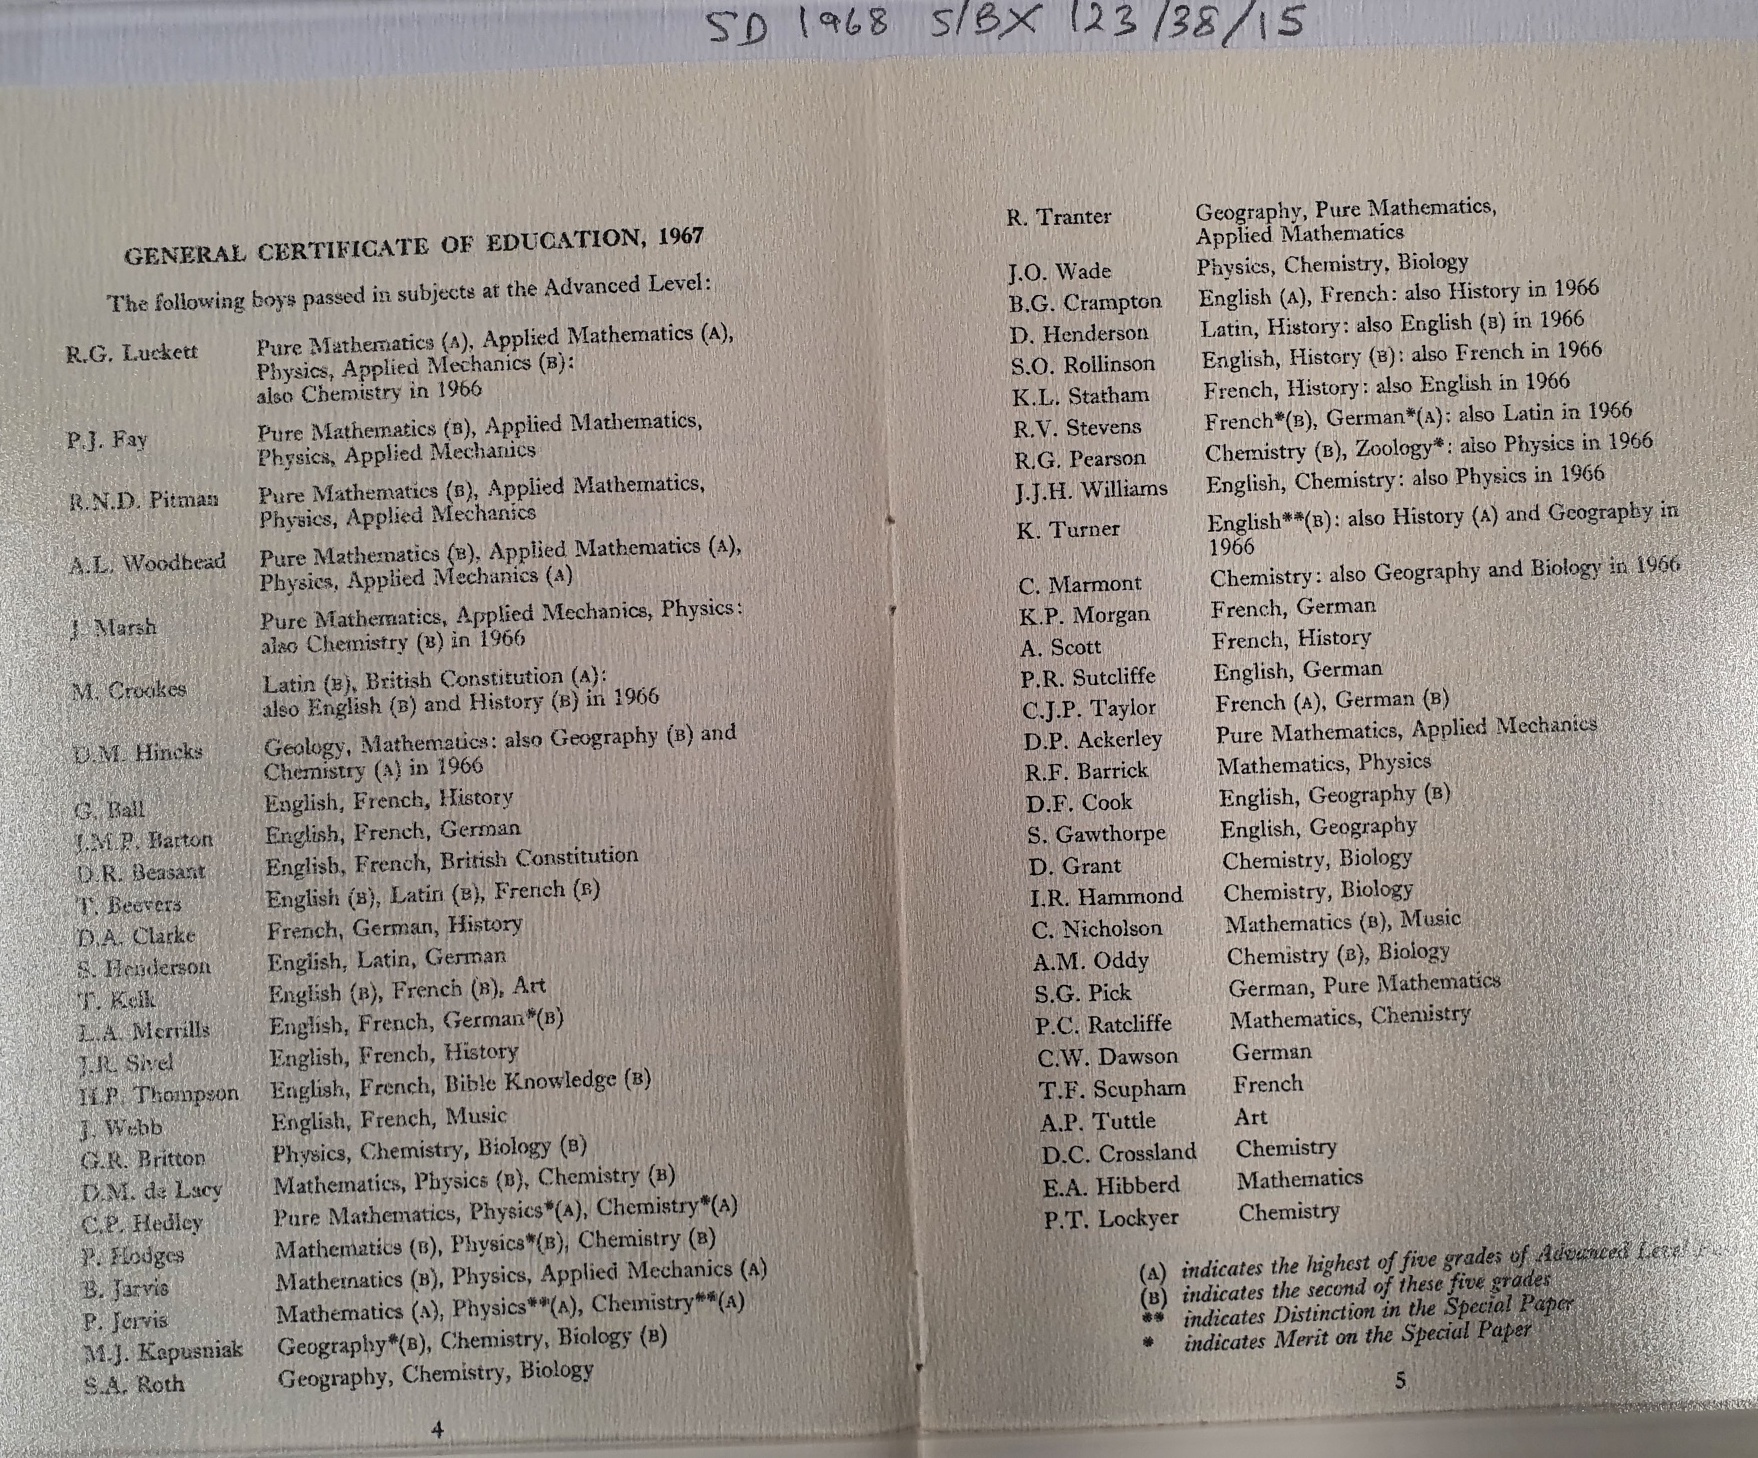 SD 1968 S/BX 123/38/15
GENERAL CERTIFICATE OF EDUCATION, 1967
The following boys passed in subjects at the Advanced Level:
R.G. Luckett Pure Mathematics (A), Applied Mathematics (A),
Physics, Applied Mechanics (B):
also Chemistry in 1966
P.J. Fay Pure Mathematics (B), Applied Mathematics,
Physics, Applied Mechanics
R.N.D. Pitman Pure Mathematics (B), Applied Mathematics,
Physics, Applied Mechanics
A.L. Woodhead Pure Mathematics (B), Applied Mathematics (A),
Physics, Applied Mechanics (A)
J. Marsh Pure Mathematics, Applied Mechanics, Physics:
also Chemistry (B) in 1966
M. Crookes Latin (B), British Constitution (A):
also English (B) and History (B) in 1966
D.M. Hincks Geology, Mathematics: also Geography (B) and
Chemistry (A) in 1966
G. Ball English, French, History
J.M.P. Barton English, French, German
D.R. Beasant English, French, British Constitution
T. Beevers English (B), Latin (B), French (B)
D.A. Clarke French, German, History
S. Henderson English, Latin, German
T. Kelk English (B), French (B), Art
L.A. Merrills English, French, German*(B)
J.R. Sivel English, French, History
H.P. Thompson English, French, Bible Knowledge (B)
J. Webb English, French, Music
G.R. Britton Physics, Chemistry, Biology (B)
D.M. de Lacy Mathematics, Physics (B), Chemistry (B)
C.P. Hedley Pure Mathematics, Physics*(A), Chemistry*(A)
P. Hodges Mathematics (B), Physics*(B), Chemistry (B)
B. Jarvis Mathematics (B), Physics, Applied Mechanics (A)
P. Jervis Mathematics (A), Physics**(A), Chemistry**(A)
M.J. Kapusniak Geography*(B), Chemistry, Biology (B)
S.A. Roth Geography, Chemistry, Biology
4
R. Tranter Geography, Pure Mathematics,
Applied Mathematics
J.O. Wade Physics, Chemistry, Biology
B.G. Crampton English (A), French: also History in 1966
D. Henderson Latin, History: also English (B) in 1966
S.O. Rollinson English, History (B): also French in 1966
K.L. Statham French, History: also English in 1966
R.V. Stevens French*(B), German*(A): also Latin in 1966
R.G. Pearson Chemistry (B), Zoology*: also Physics in 1966
J.J.H. Williams English, Chemistry: also Physics in 1966
K. Turner English**(B): also History (A) and Geography in
1966
C. Marmont Chemistry: also Geography and Biology in 1966
K.P. Morgan French, German
A. Scott French, History
P.R. Sutcliffe English, German
C.J.P. Taylor French (A), German (B)
D.P. Ackerley Pure Mathematics, Applied Mechanics
R.F. Barrick Mathematics, Physics
D.F. Cook English, Geography (B)
S. Gawthorpe English, Geography
D. Grant Chemistry, Biology
I.R. Hammond Chemistry, Biology
C. Nicholson Mathematics (B), Music
A.M. Oddy Chemistry (B), Biology
S.G. Pick German, Pure Mathematics
P.C. Ratcliffe Mathematics, Chemistry
C.W. Dawson German
T.F. Scupham French
A.P. Tuttle Art
D.C. Crossland Chemistry
E.A. Hibberd Mathematics
P.T. Lockyer Chemistry
(A) indicates the highest of five grades of Advanced Level
(B) indicates the second of these five grades
** indicates Distinction in the Special Paper
* indicates Merit on the Special Paper
5